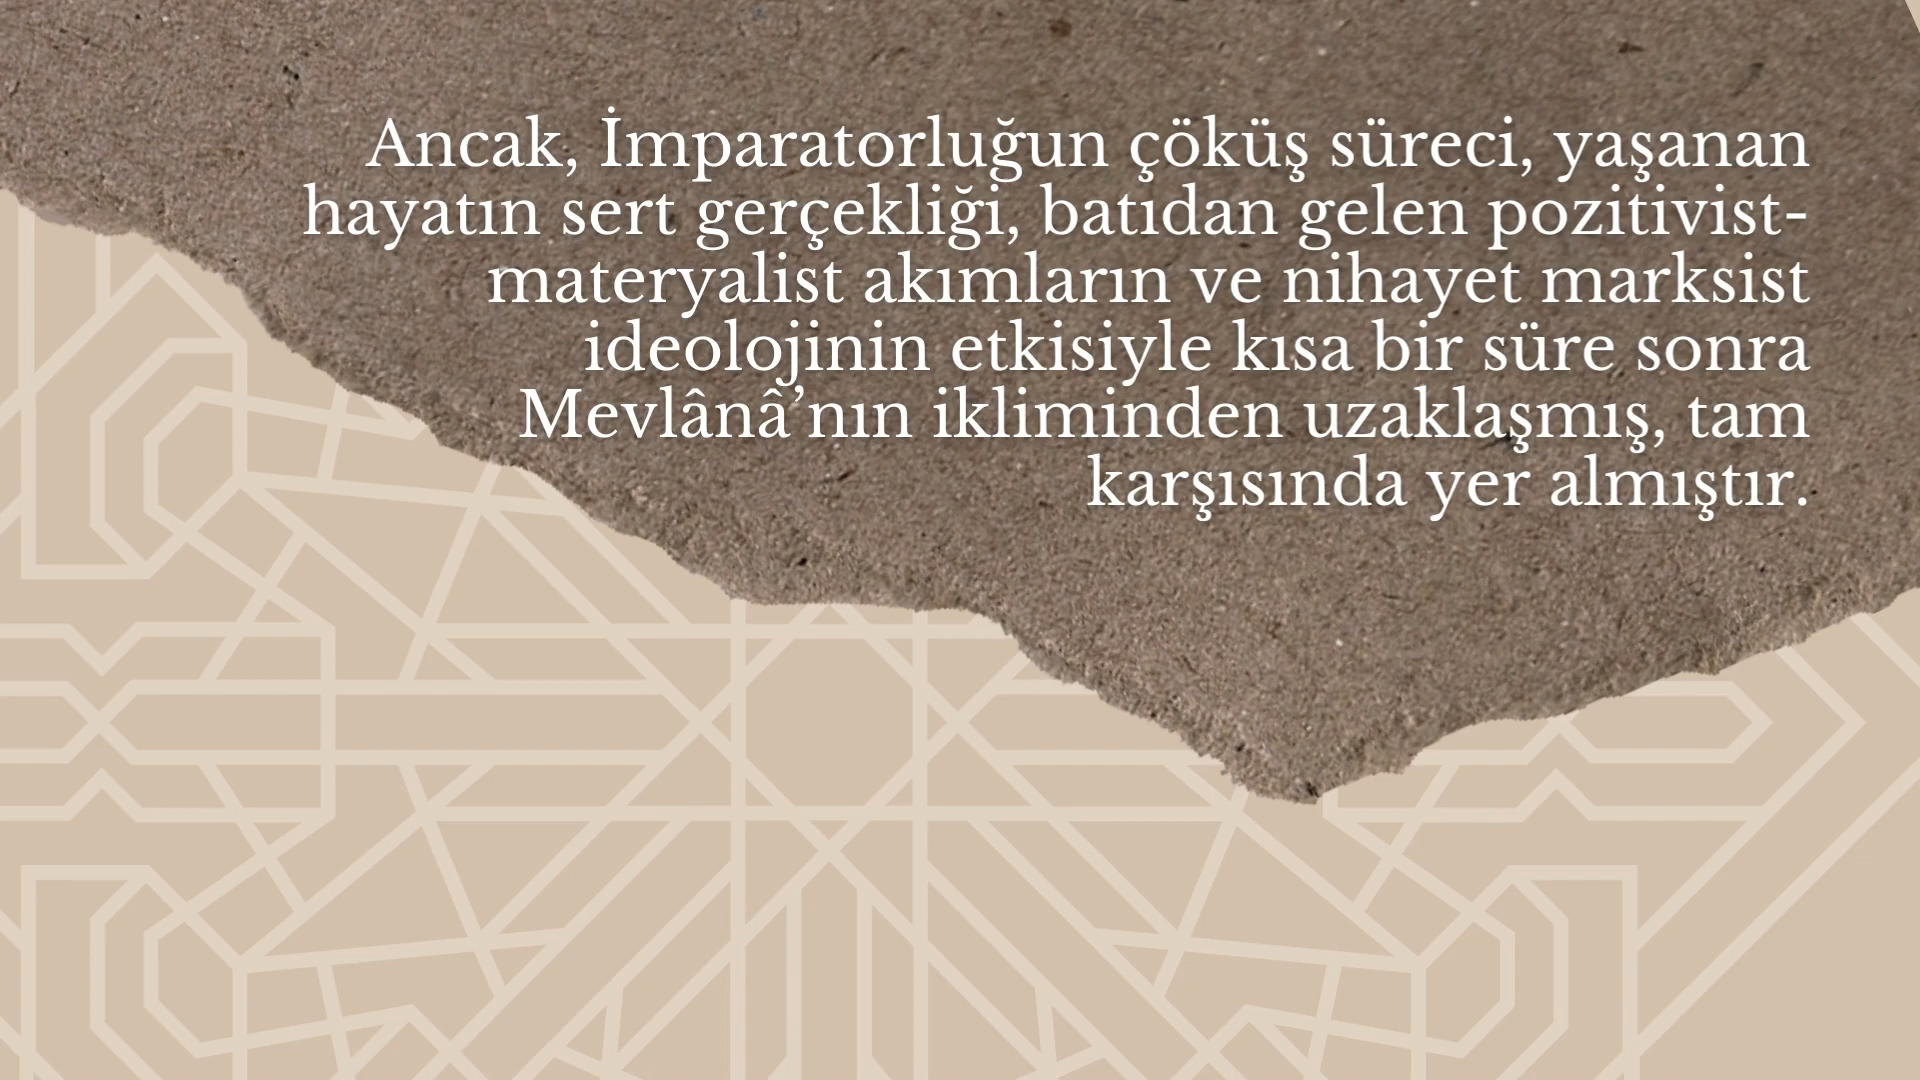 Ancak, İmparatorluğun çöküş süreci, yaşanan
hayatın sert gerçekliği, batıdan gelen pozitivist-
materyalist akımların ve nihayet marksist
ideolojinin etkisiyle kısa bir süre sonra
Mevlânâ’nın ikliminden uzaklaşmış, tam
karşısında yer almıştır.